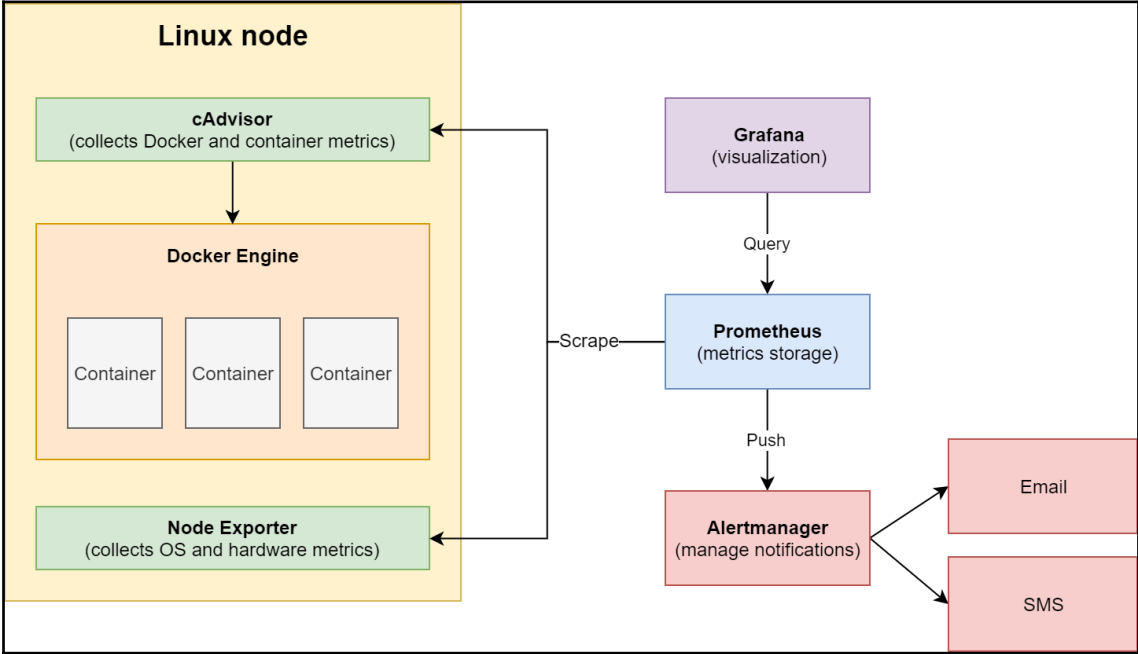 Linux node
cAdvisor
(collects Docker and container metrics)
Docker Engine
Container
Container
Container
Node Exporter
(collects OS and hardware metrics)
Scrape
Grafana
(visualization)
Query
Prometheus
(metrics storage)
Push
Alertmanager
(manage notifications)
Email
SMS